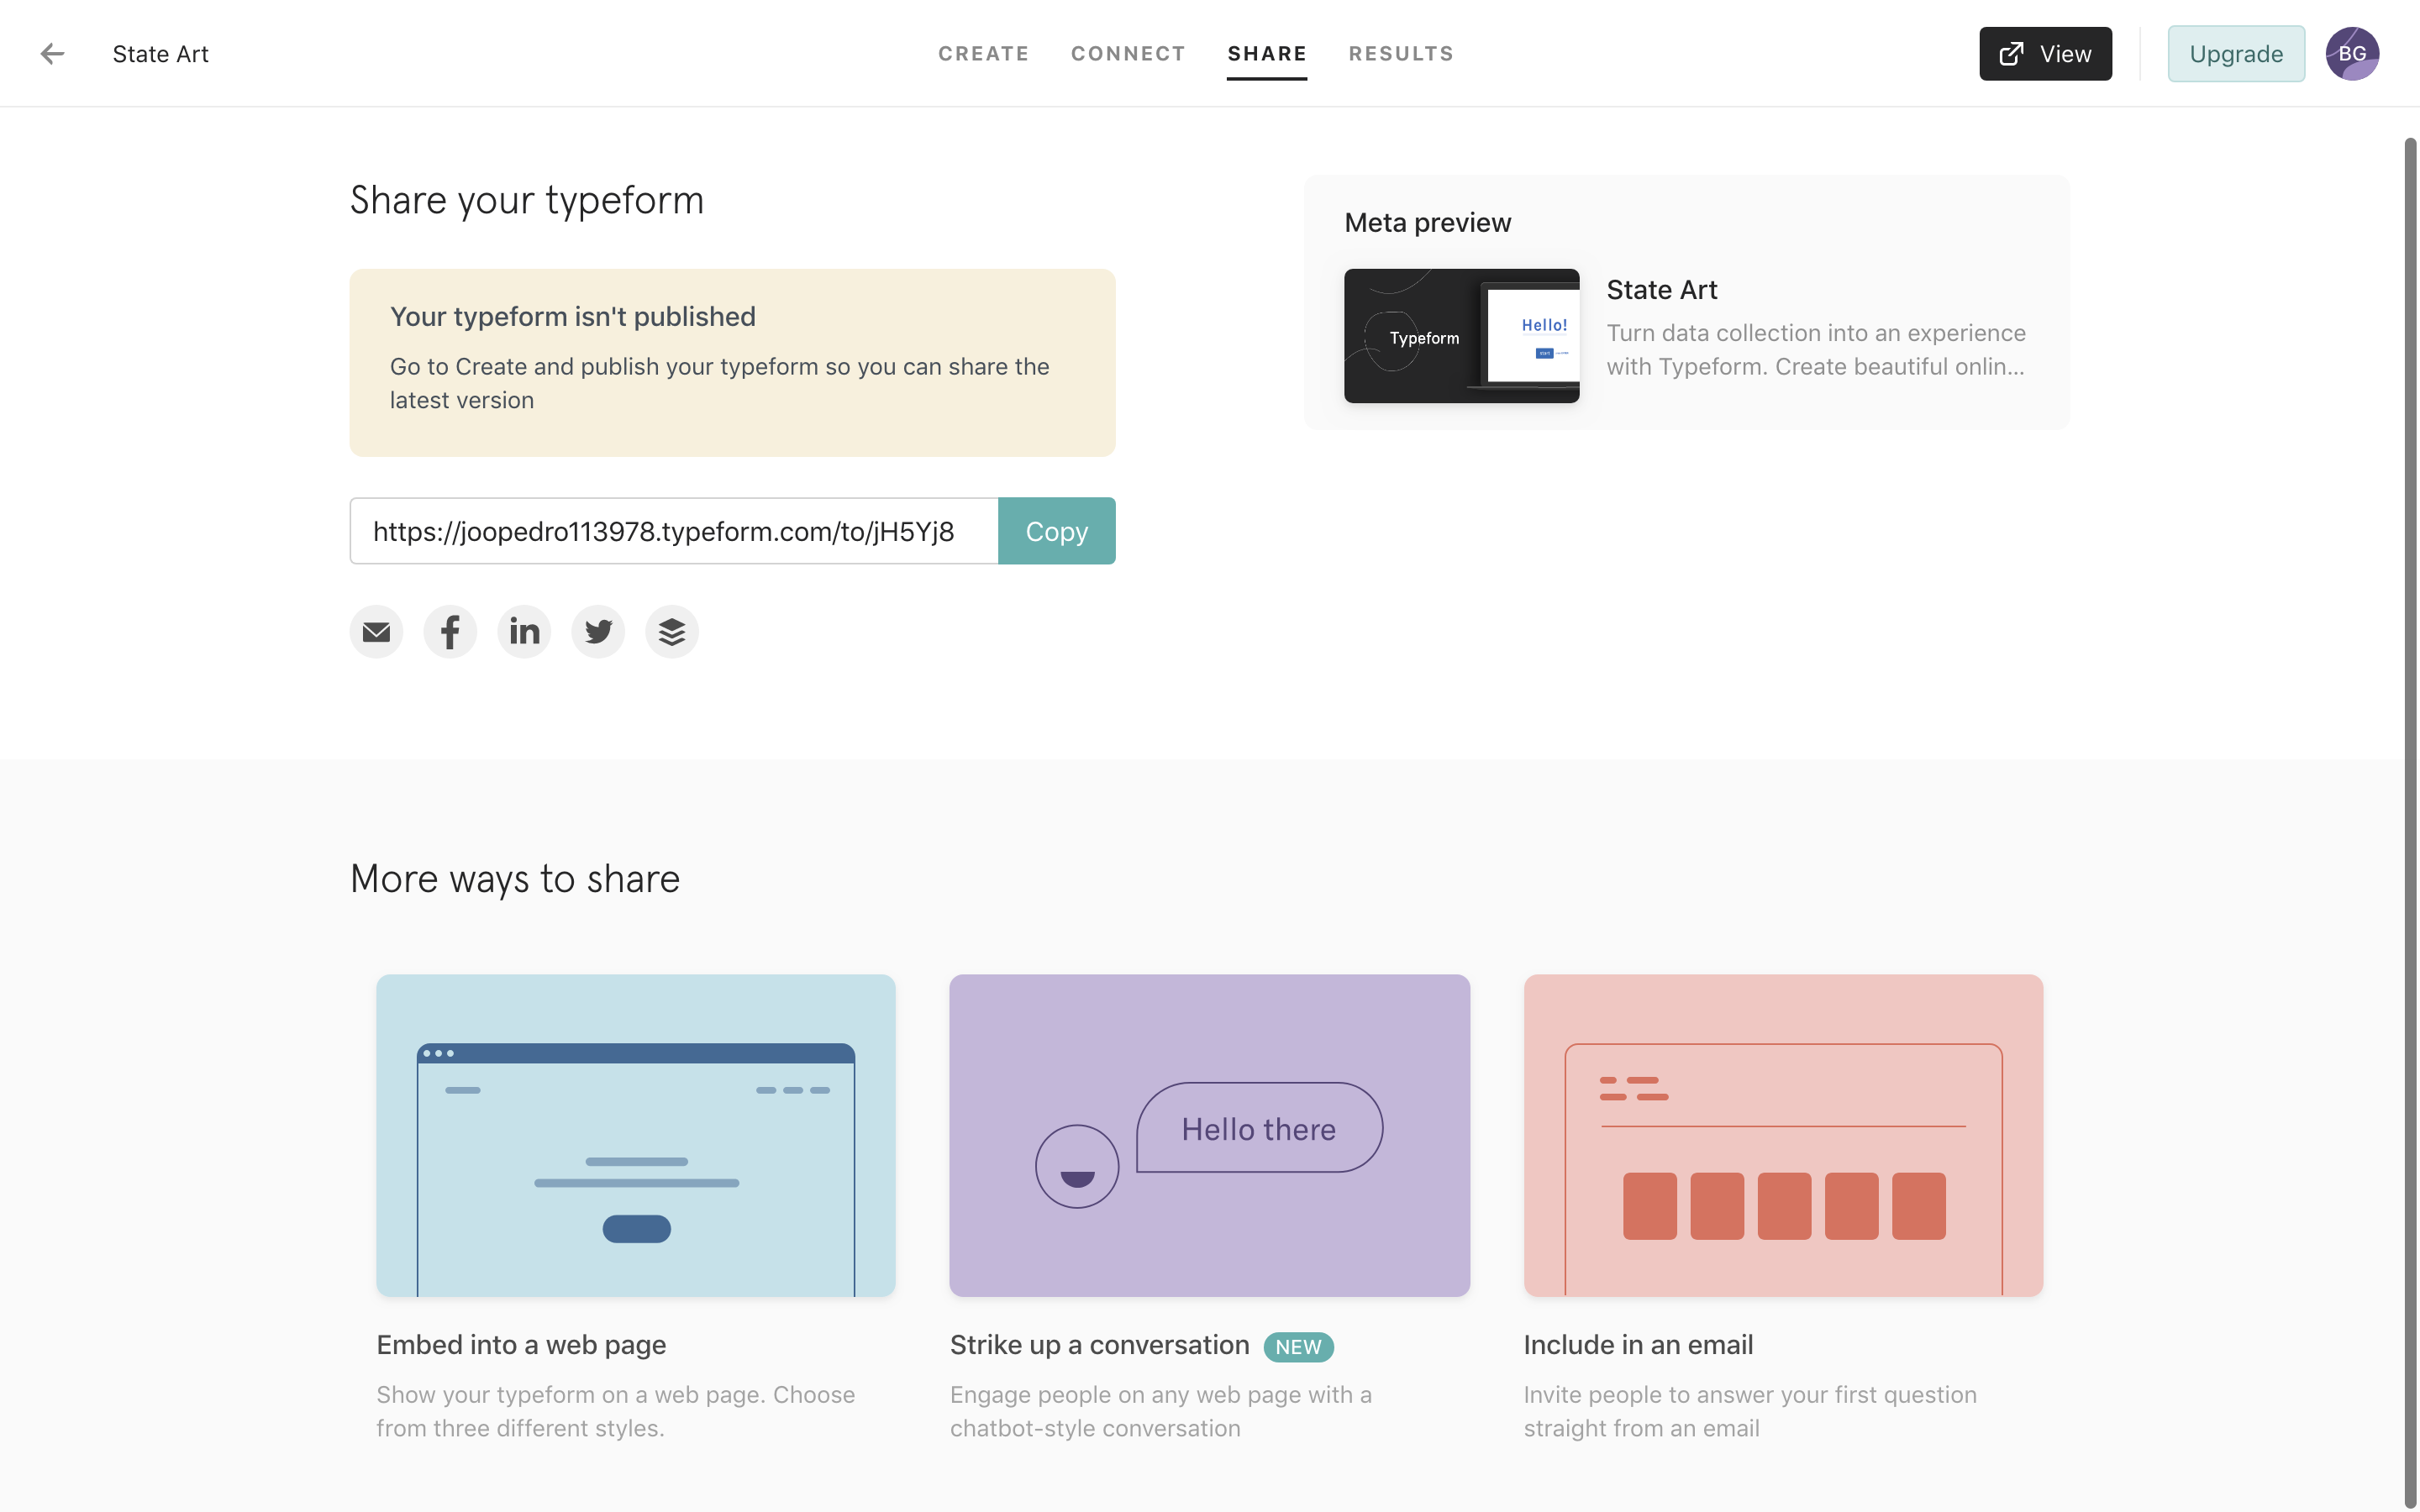 State Art
CREATE CONNECT SHARE RESULTS
View
Upgrade
BG
Share your typeform
Your typeform isn't published
Go to Create and publish your typeform so you can share the
latest version
https://joopedro113978.typeform.com/to/jH5Yj8
Copy
Meta preview
Typeform
Hello!
State Art
Turn data collection into an experience
with Typeform. Create beautiful onlin...
More ways to share
Hello there
Embed into a web page
Show your typeform on a web page. Choose
from three different styles.
Strike up a conversation NEW
Engage people on any web page with a
chatbot-style conversation
Include in an email
Invite people to answer your first question
straight from an email